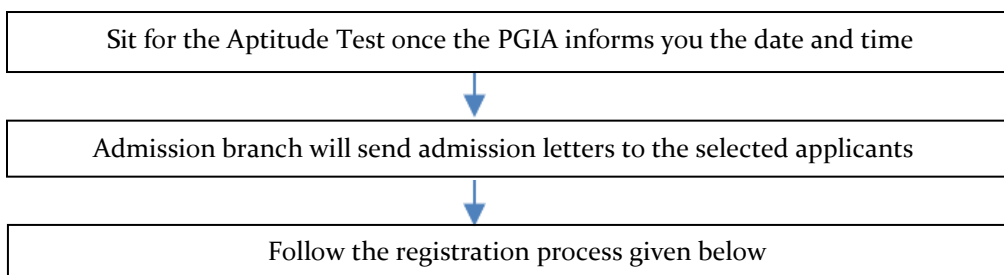 Sit for the Aptitude Test once the PGIA informs you the date and time
Admission branch will send admission letters to the selected applicants
Follow the registration process given below